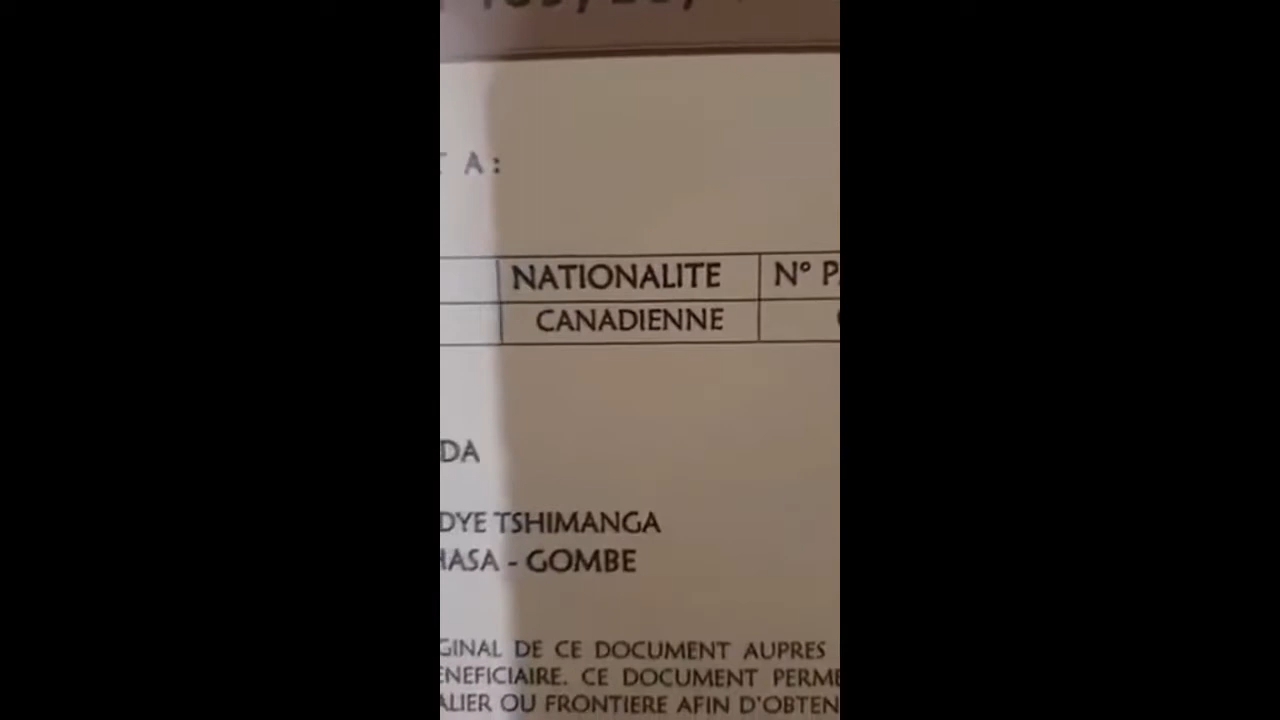 A :
NATIONALITE N° P
CANADIENNE
DA
DYE TSHIMANGA
HASA - GOMBE
GINAL DE CE DOCUMENT AUPRES
ENEFICIAIRE. CE DOCUMENT PERME
ALIER OU FRONTIERE AFIN D'OBTEN